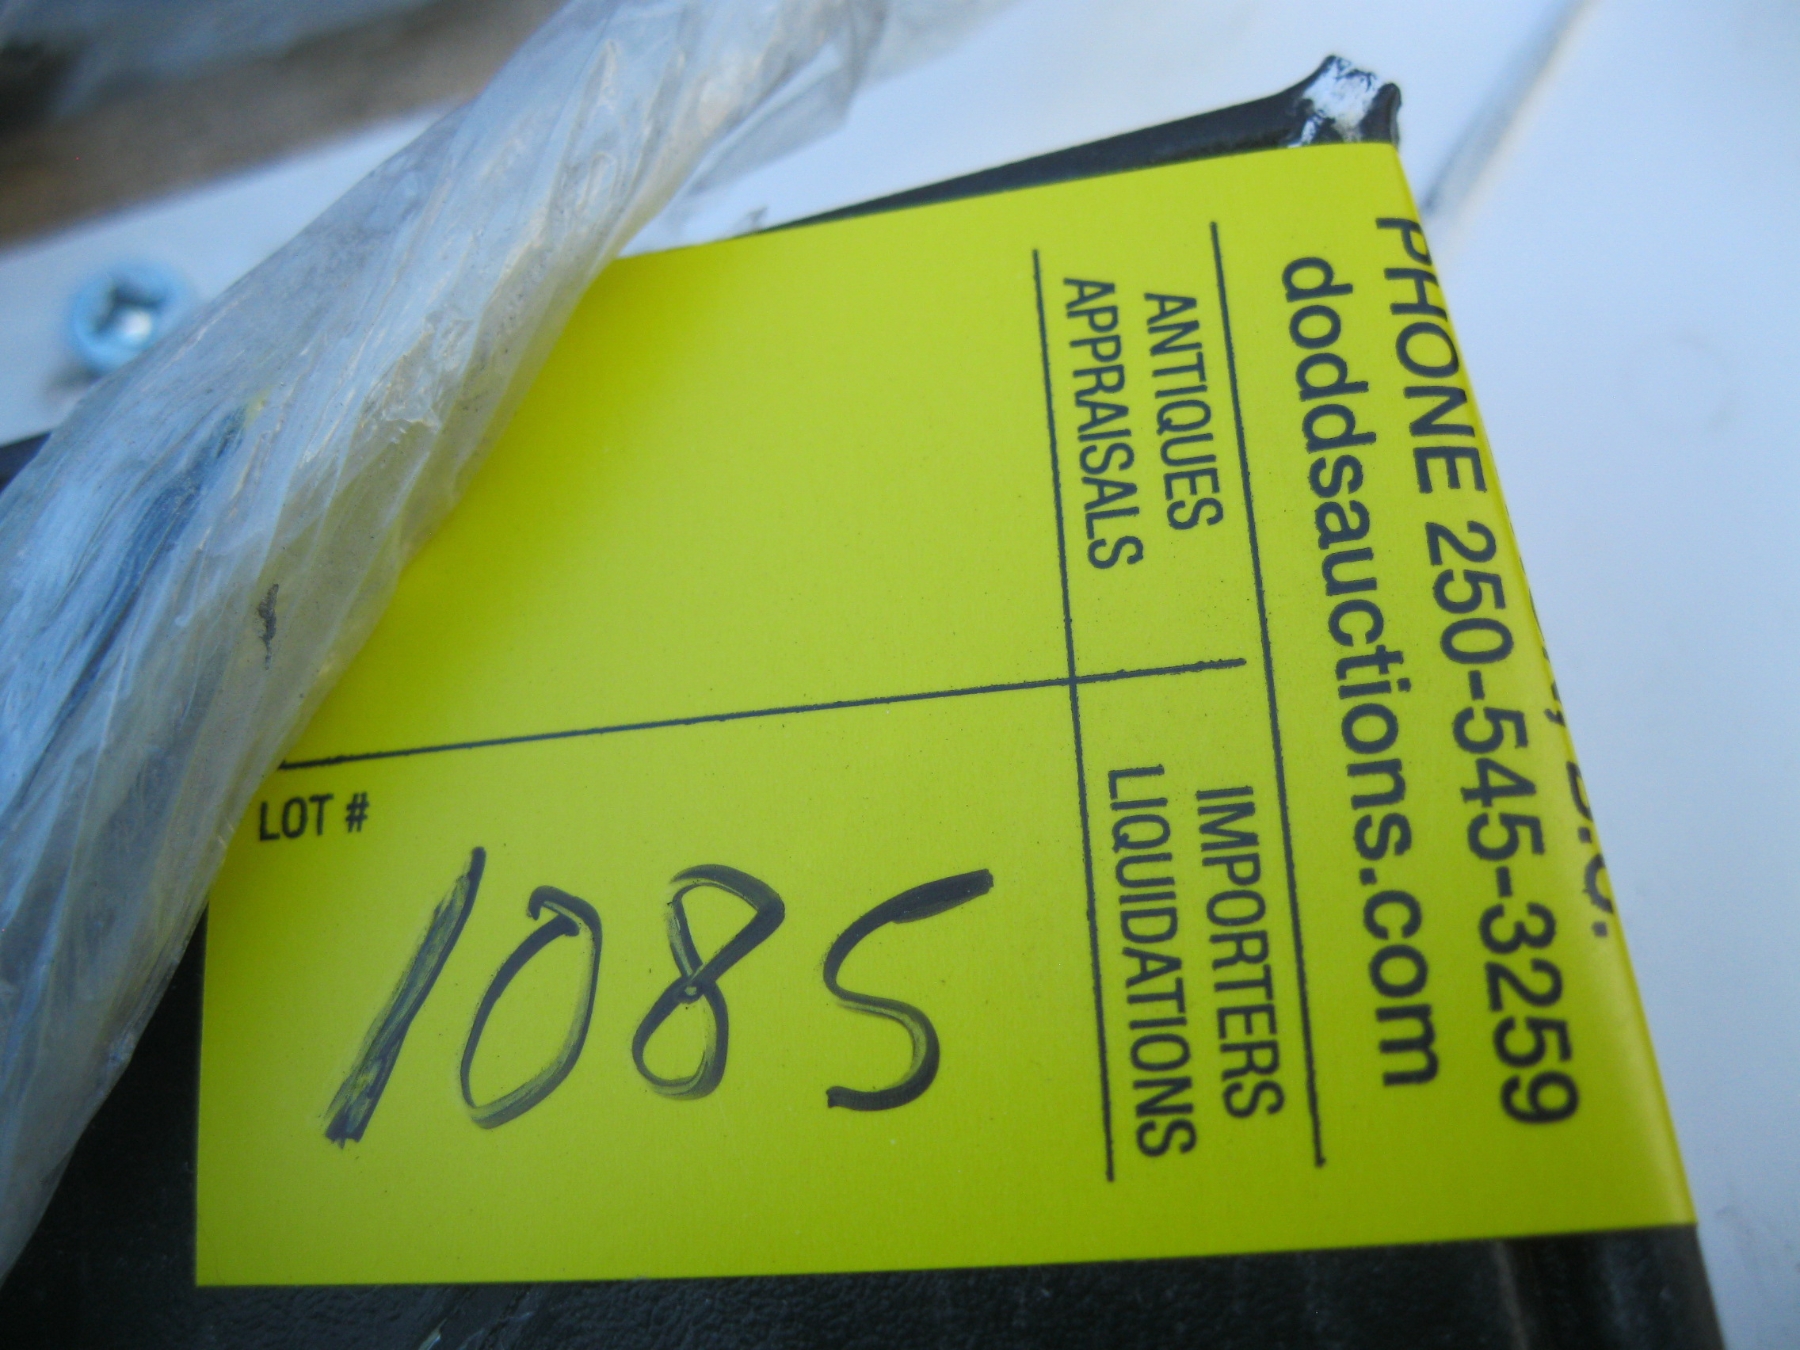 B.C.
PHONE 250-545-3259
doddsauctions.com
ANTIQUES IMPORTERS
APPRAISALS LIQUIDATIONS
LOT #
1085